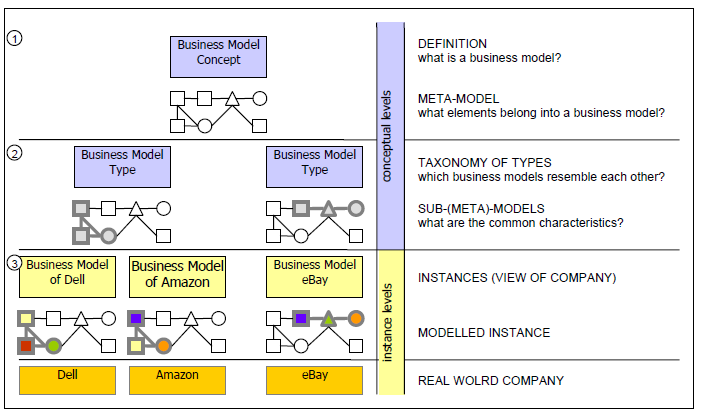 1
Business Model
Concept
DEFINITION
what is a business model?
META-MODEL
what elements belong into a business model?
conceptual levels
2
Business Model
Type
Business Model
Type
TAXONOMY OF TYPES
which business models resemble each other?
SUB-(META)-MODELS
what are the common characteristics?
3
Business Model
of Dell
Business Model
of Amazon
Business Model
eBay
instance levels
INSTANCES (VIEW OF COMPANY)
MODELLED INSTANCE
Dell
Amazon
eBay
REAL WOLRD COMPANY